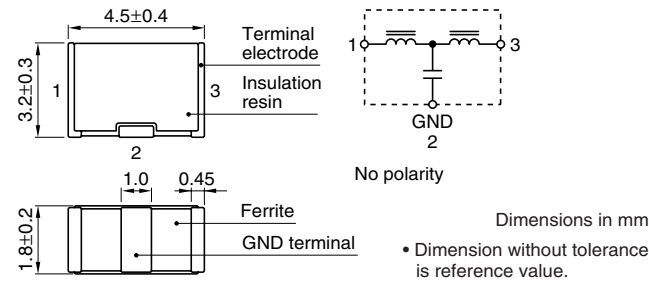 4.5±0.4
Terminal
electrode
Insulation
resin
3.2±0.3
1
3
2
1
3
GND
2
No polarity
1.0
0.45
1.8±0.2
Ferrite
GND terminal
Dimensions in mm
• Dimension without tolerance
is reference value.